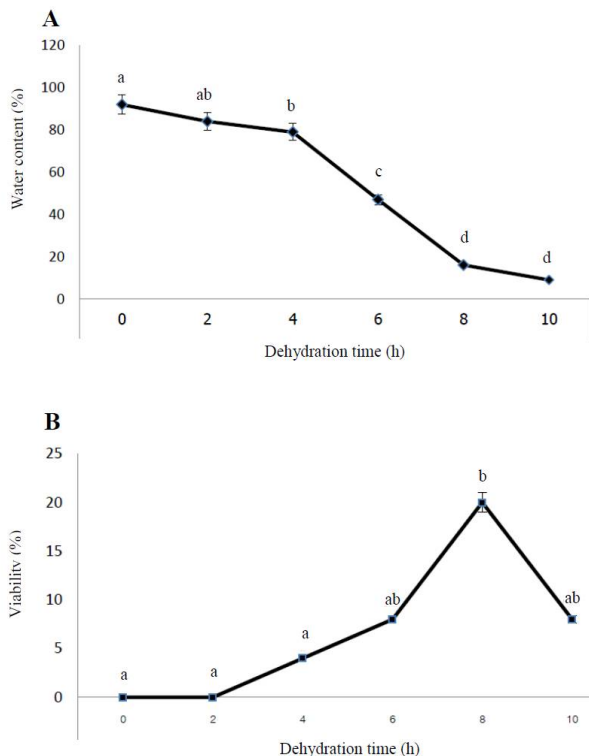 A
120
100
80
60
40
20
0
Water content (%)
a
ab
b
c
d
d
0 2 4 6 8 10
Dehydration time (h)
B
25
20
15
10
5
0
Viability (%)
a
a
a
ab
b
ab
0 2 4 6 8 10
Dehydration time (h)